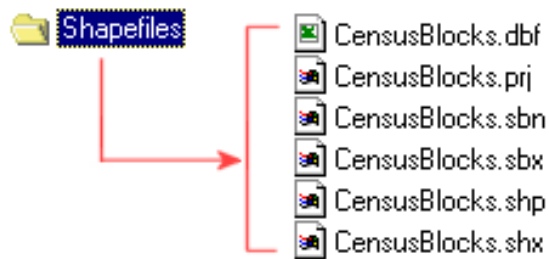 Shapefiles
CensusBlocks.dbf
CensusBlocks.prj
CensusBlocks.sbn
CensusBlocks.sbx
CensusBlocks.shp
CensusBlocks.shx